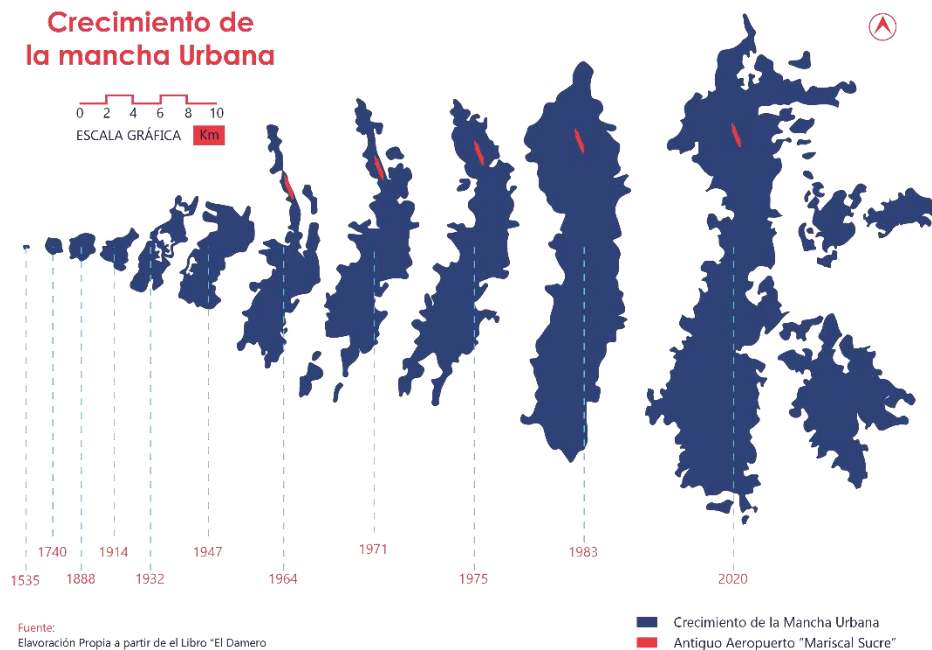 Crecimiento de
la mancha Urbana
0 2 4 6 8 10
ESCALA GRÁFICA Km
1740 1914 1947 1971 1983
1535 1888 1932 1964 1975 2020
Fuente:
Elavoración Propia a partir de el Libro "El Damero
Crecimiento de la Mancha Urbana
Antiguo Aeropuerto "Mariscal Sucre"